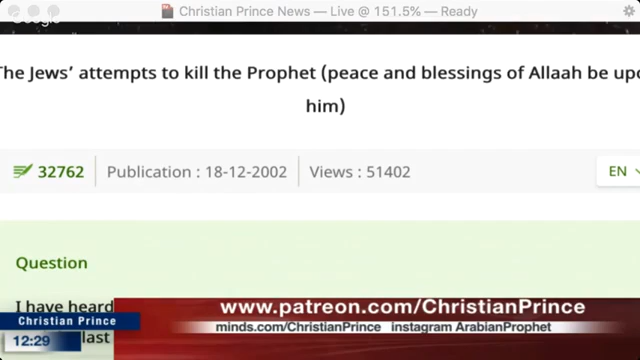 Christian Prince News — Live @ 151.5% — Ready
The Jews’ attempts to kill the Prophet (peace and blessings of Allaah be upo
him)
32762
Publication : 18-12-2002
Views : 51402
EN
Question
I have heard
last
www.patreon.com/ChristianPrince
minds.com/ChristianPrince instagram ArabianProphet
Christian Prince
12:29